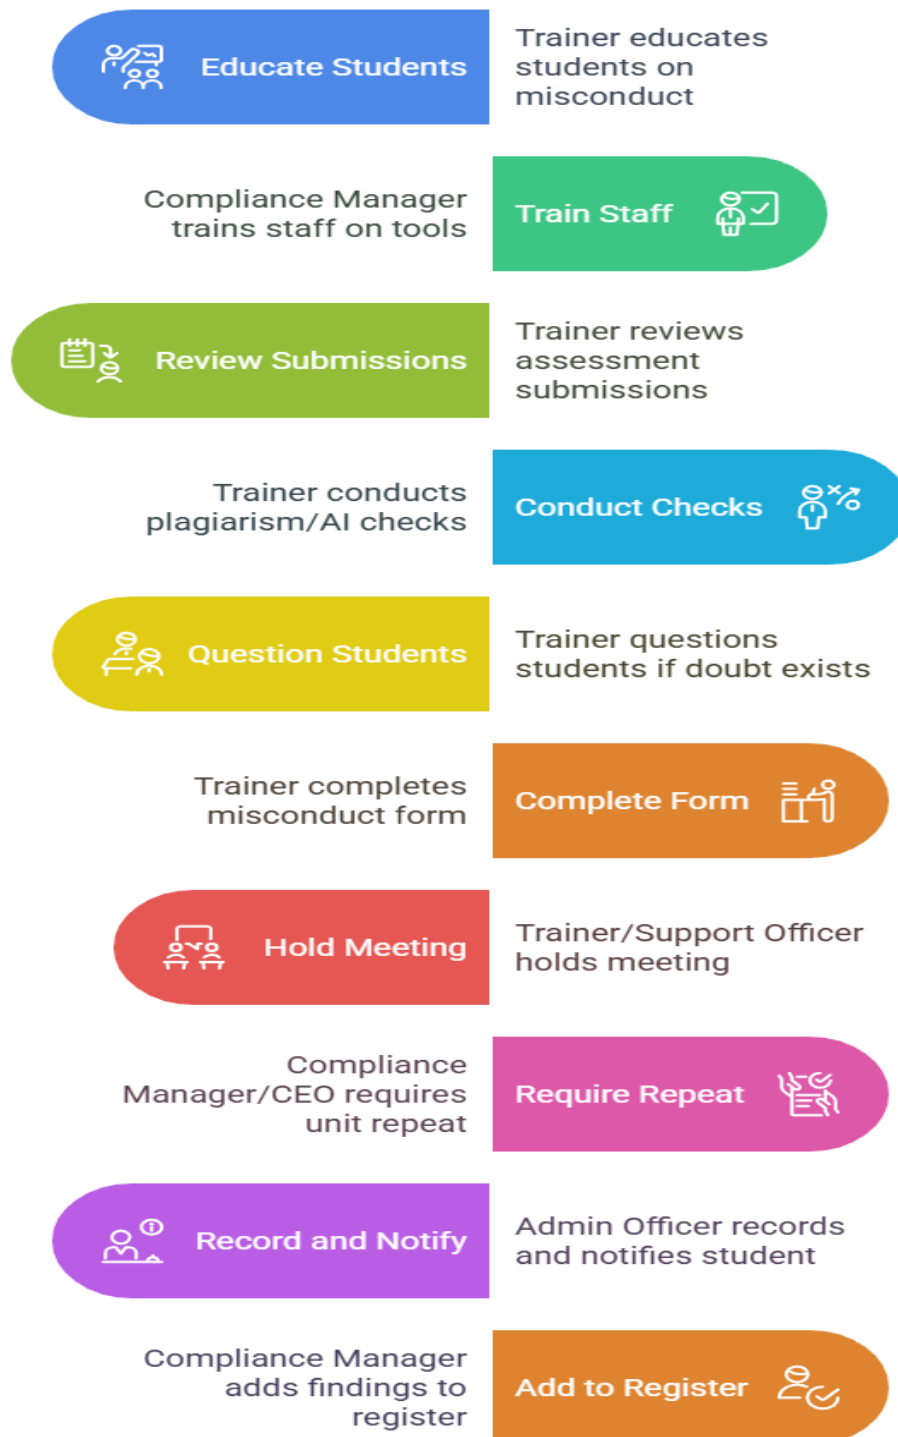 Educate Students
Trainer educates
students on
misconduct
Compliance Manager
trains staff on tools
Train Staff
Review Submissions
Trainer reviews
assessment
submissions
Trainer conducts
plagiarism/AI checks
Conduct Checks
Question Students
Trainer questions
students if doubt exists
Trainer completes
misconduct form
Complete Form
Hold Meeting
Trainer/Support Officer
holds meeting
Compliance
Manager/CEO requires
unit repeat
Require Repeat
Record and Notify
Admin Officer records
and notifies student
Compliance Manager
adds findings to
register
Add to Register